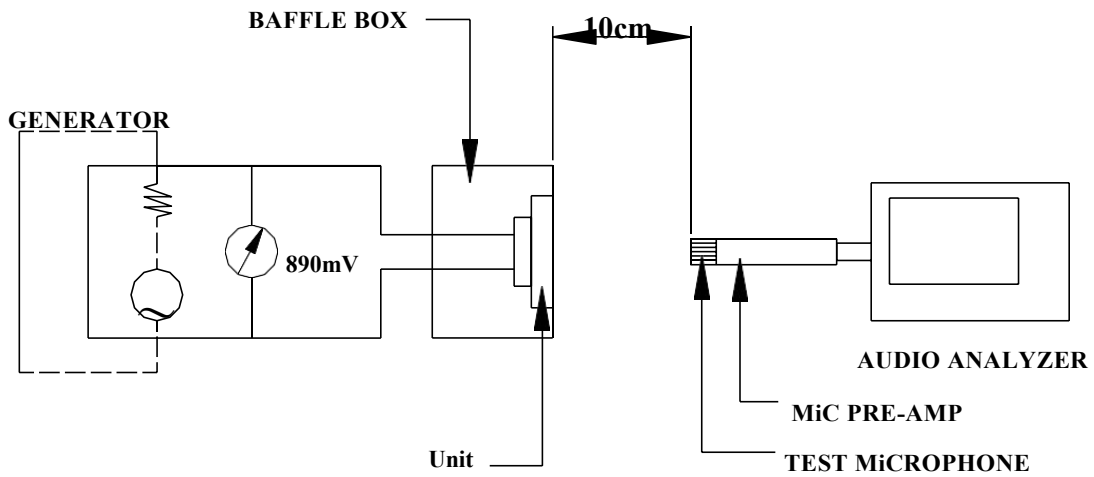 BAFFLE BOX
10cm
GENERATOR
890mV
AUDIO ANALYZER
MiC PRE-AMP
Unit
TEST MiCROPHONE